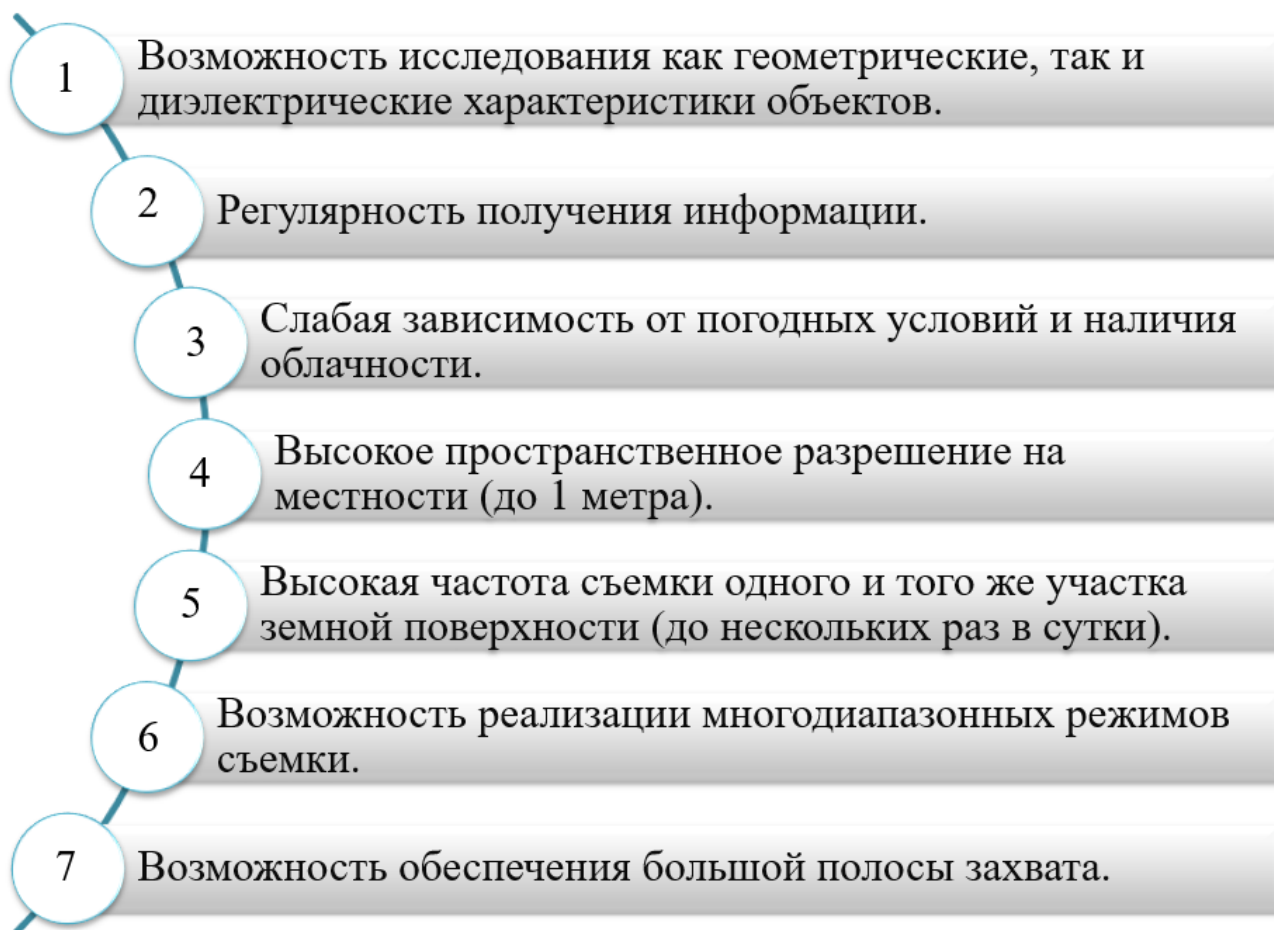 1
Возможность исследования как геометрические, так и
диэлектрические характеристики объектов.
2
Регулярность получения информации.
3
Слабая зависимость от погодных условий и наличия
облачности.
4
Высокое пространственное разрешение на
местности (до 1 метра).
5
Высокая частота съемки одного и того же участка
земной поверхности (до нескольких раз в сутки).
6
Возможность реализации многодиапазонных режимов
съемки.
7
Возможность обеспечения большой полосы захвата.